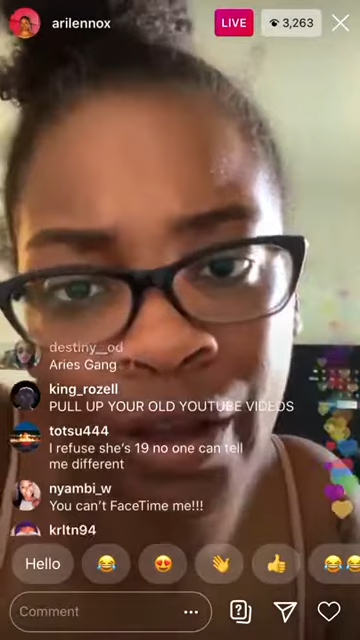 arilennox
LIVE
3,263
destiny__od
Aries Gang
king_rozell
PULL UP YOUR OLD YOUTUBE VIDEOS
totsu444
I refuse she's 19 no one can tell
me different
nyambi_w
You can't FaceTime me!!!
krltn94
Hello
Comment